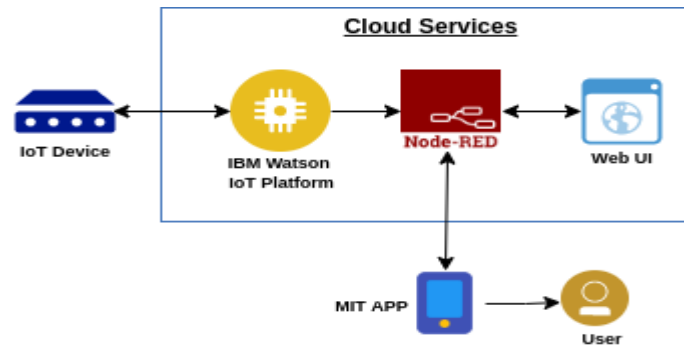 Cloud Services
IoT Device
IBM Watson
IoT Platform
Node-RED
Web UI
MIT APP
User